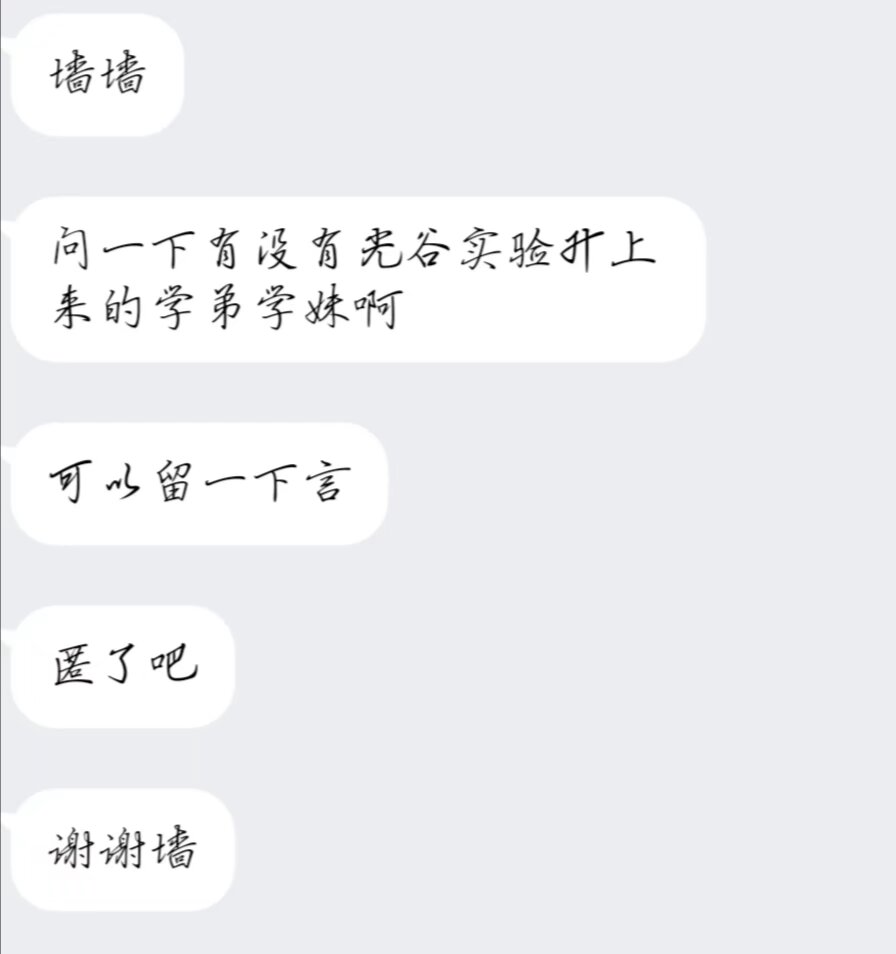 墙墙
问一下有没有光谷实验升上
来的学弟学妹啊
可以留一下言
匿了吧
谢谢墙